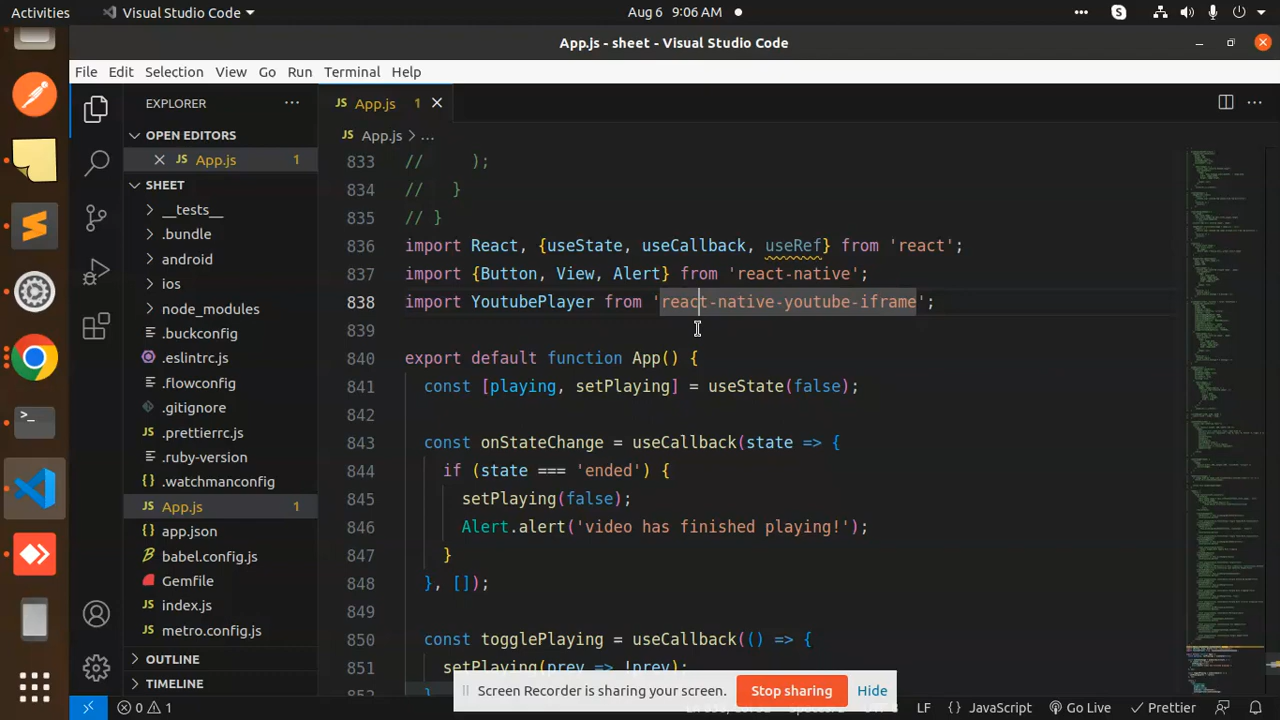 Activities
Visual Studio Code
Aug 6 9:06 AM
App.js - sheet - Visual Studio Code
File Edit Selection View Go Run Terminal Help
EXPLORER
OPEN EDITORS
App.js 1
SHEET
__tests__
.bundle
android
ios
node_modules
.buckconfig
.eslintrc.js
.flowconfig
.gitignore
.prettierrc.js
.ruby-version
.watchmanconfig
App.js 1
app.json
babel.config.js
Gemfile
index.js
metro.config.js
OUTLINE
TIMELINE
App.js 1
App.js > ...
833 // );
834 // }
835 // }
836 import React, {useState, useCallback, useRef} from 'react';
837 import {Button, View, Alert} from 'react-native';
838 import YoutubePlayer from 'react-native-youtube-iframe';
839
840 export default function App() {
841 const [playing, setPlaying] = useState(false);
842
843 const onStateChange = useCallback(state => {
844 if (state === 'ended') {
845 setPlaying(false);
846 Alert.alert('video has finished playing!');
847 }
848 }, []);
849
850 const togglePlaying = useCallback(() => {
851 setPlaying(prev => !prev);
852
Screen Recorder is sharing your screen.
Stop sharing
Hide
0 1
LF
JavaScript
Go Live
Prettier